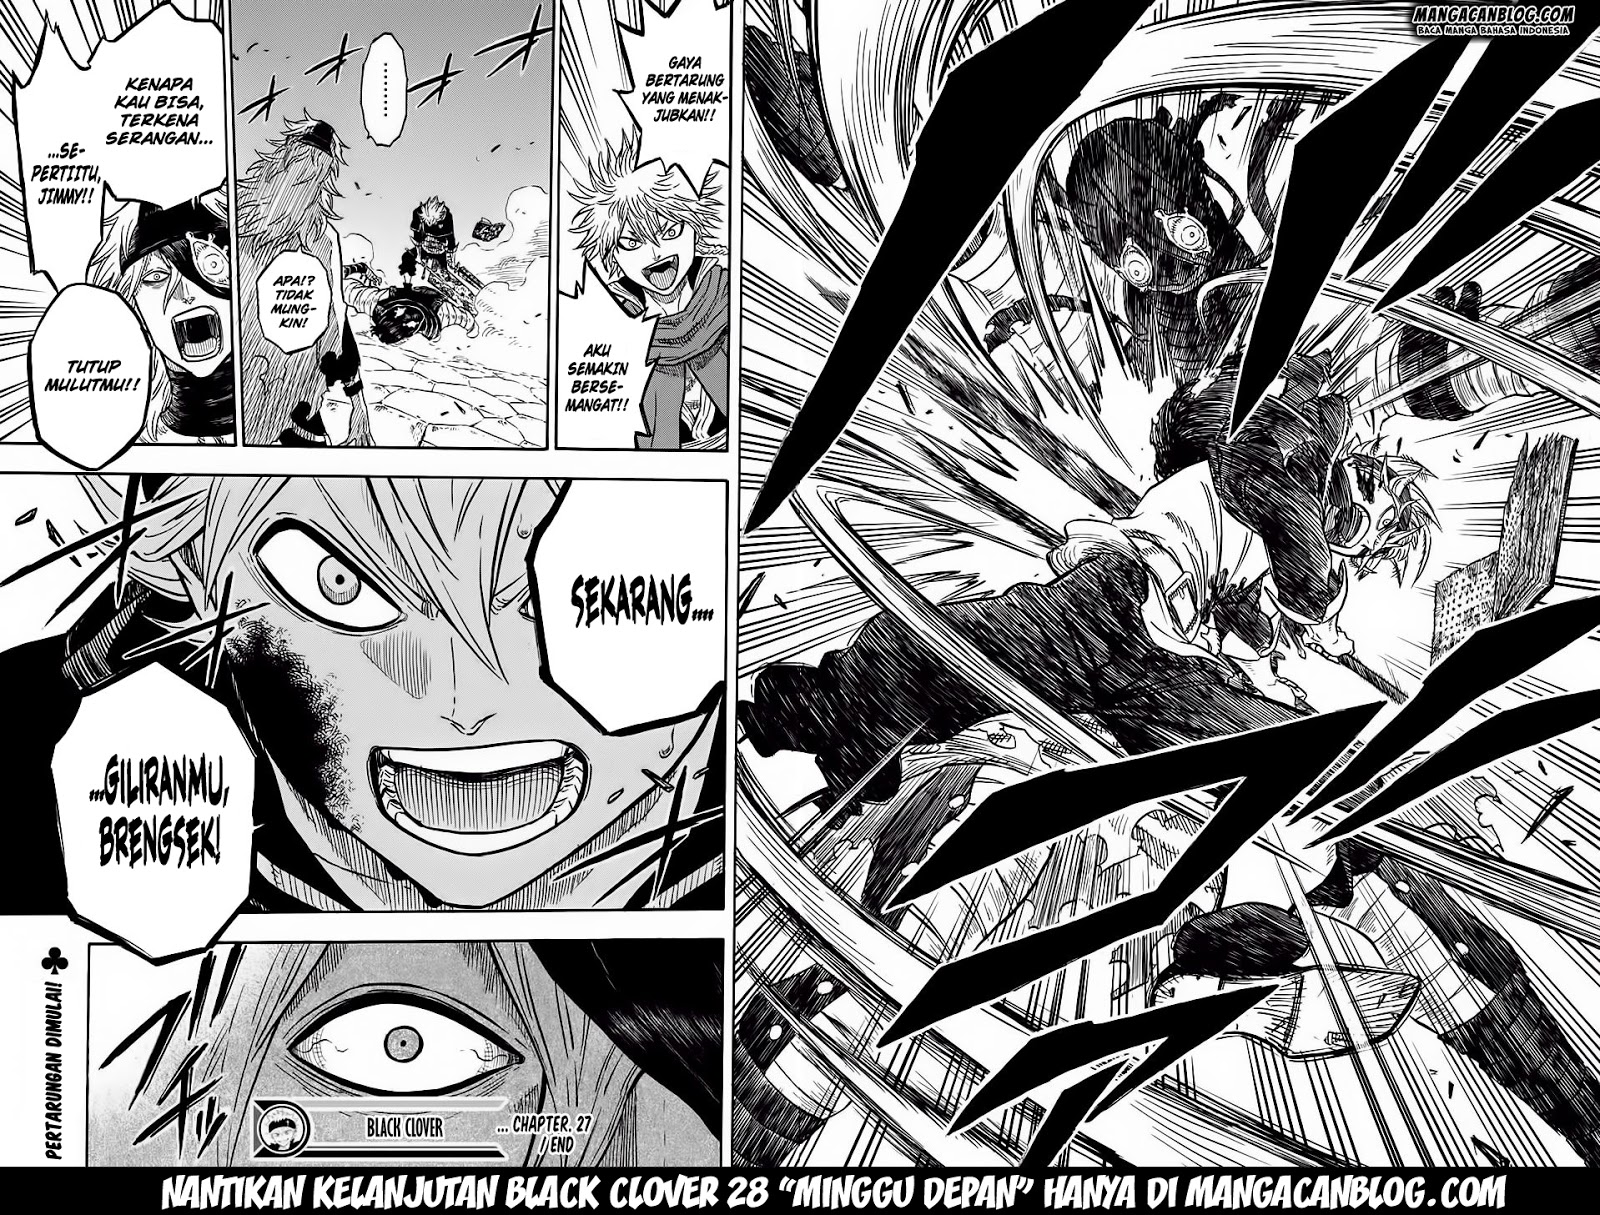 MANGACANBLOG.COM
BACA MANGA BAHASA INDONESIA
GAYA
BERTARUNG
YANG MENAK-
JUBKAN!!
AKU
SEMAKIN
BERSE-
MANGAT!!
.........
APA!?
TIDAK
MUNG-
KIN!
KENAPA
KAU BISA,
TERKENA
SERANGAN...
...SE-
PERTIITU,
JIMMY!!
TUTUP
MULUTMU!!
SEKARANG....
...GILIRANMU,
BRENGSEK!
PERTARUNGAN DIMULAI!
BLACK CLOVER
... CHAPTER. 27
/ END
NANTIKAN KELANJUTAN BLACK CLOVER 28 "MINGGU DEPAN" HANYA DI MANGACANBLOG.COM